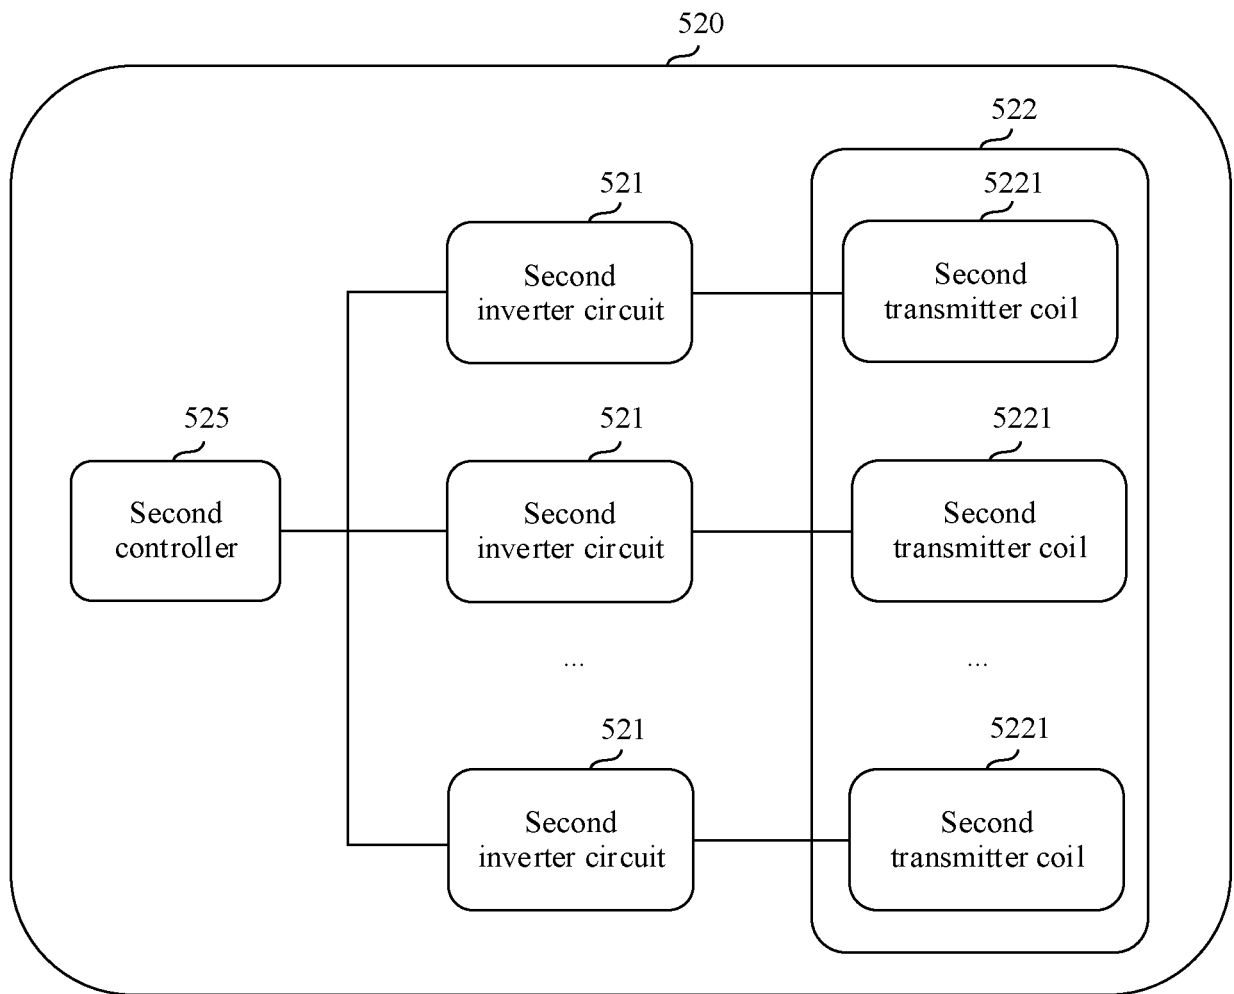 520
522
521
5221
Second
inverter circuit
Second
transmitter coil
525
521
5221
Second
controller
Second
inverter circuit
Second
transmitter coil
...
...
521
5221
Second
inverter circuit
Second
transmitter coil